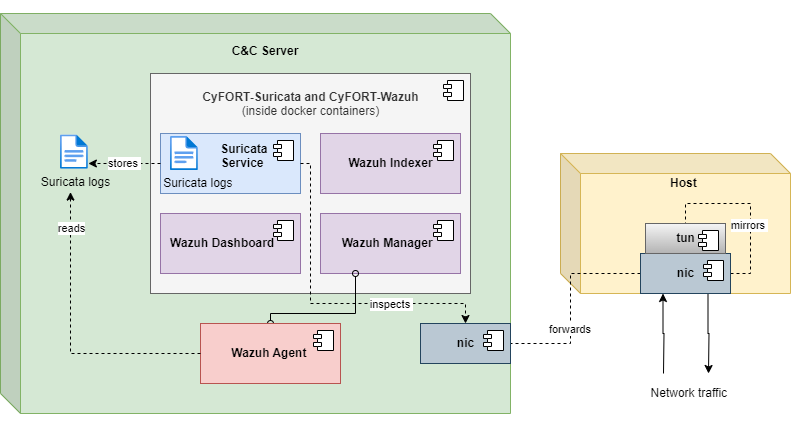 C&C Server
CyFORT-Suricata and CyFORT-Wazuh
(inside docker containers)
Suricata
Service
Suricata logs
Wazuh Indexer
stores
Suricata logs
reads
Wazuh Dashboard
Wazuh Manager
inspects
Wazuh Agent
nic
forwards
Host
mirrors
tun
nic
Network traffic